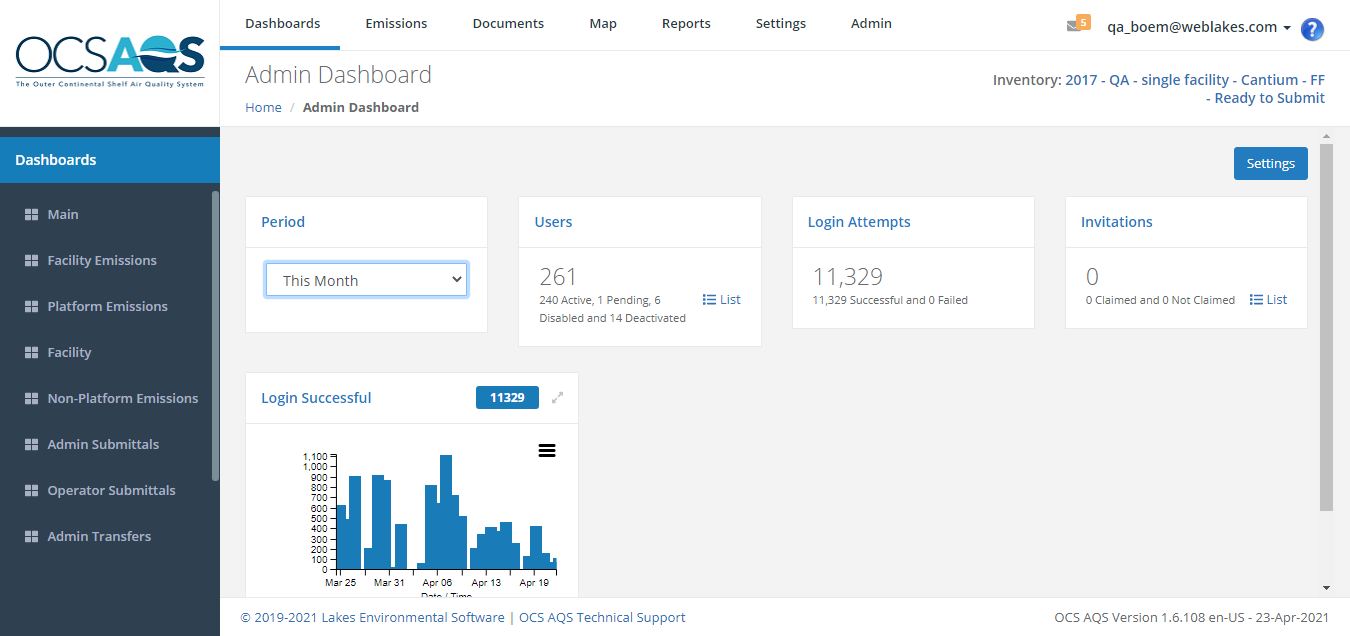 OCSAQS
The Outer Continental Shelf Air Quality System
Dashboards Emissions Documents Map Reports Settings Admin
5 qa_boem@weblakes.com ?
Admin Dashboard
Home / Admin Dashboard
Inventory: 2017 - QA - single facility - Cantium - FF
- Ready to Submit
Dashboards
Main
Facility Emissions
Platform Emissions
Facility
Non-Platform Emissions
Admin Submittals
Operator Submittals
Admin Transfers
Settings
Period
This Month
Users
261
240 Active, 1 Pending, 6
Disabled and 14 Deactivated
List
Login Attempts
11,329
11,329 Successful and 0 Failed
Invitations
0
0 Claimed and 0 Not Claimed
List
Login Successful 11329
1,100
1,000
900
800
700
600
500
400
300
200
100
0
Mar 25 Mar 31 Apr 06 Apr 13 Apr 19
Date / Time
© 2019-2021 Lakes Environmental Software | OCS AQS Technical Support
OCS AQS Version 1.6.108 en-US - 23-Apr-2021